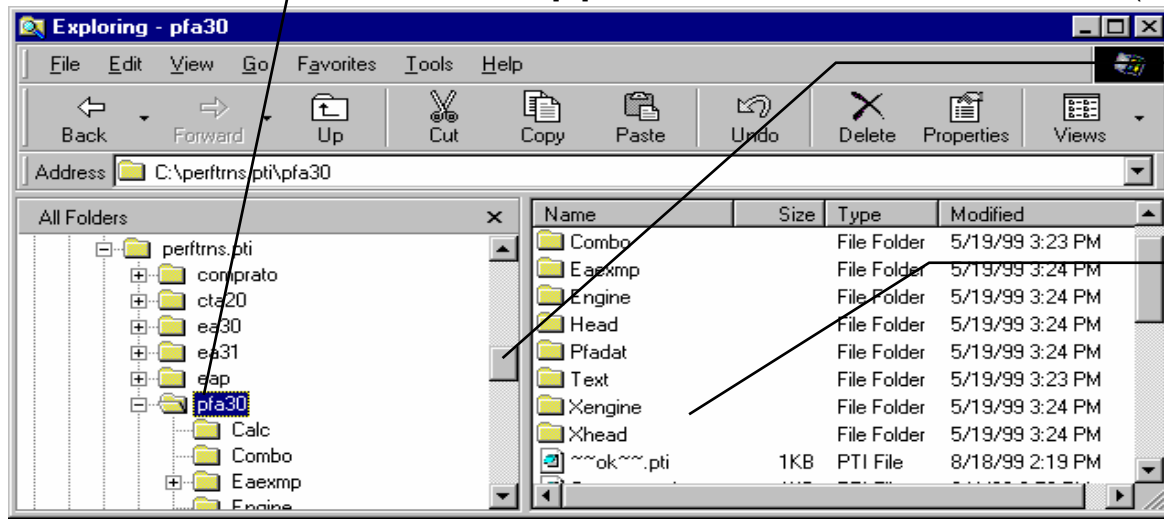 Exploring - pfa30
File Edit View Go Favorites Tools Help
Back Forward Up Cut Copy Paste Undo Delete Properties Views
Address C:\perftrns.pti\pfa30
All Folders
perftrns.pti
comprato
cta20
ea30
ea31
eap
pfa30
Calc
Combo
Eaexmp
Engine
Name Size Type Modified
Combo File Folder 5/19/99 3:23 PM
Eaexmp File Folder 5/19/99 3:24 PM
Engine File Folder 5/19/99 3:24 PM
Head File Folder 5/19/99 3:24 PM
Pfadat File Folder 5/19/99 3:24 PM
Text File Folder 5/19/99 3:23 PM
Xengine File Folder 5/19/99 3:24 PM
Xhead File Folder 5/19/99 3:24 PM
~~ok~~.pti 1KB PTI File 8/18/99 2:19 PM